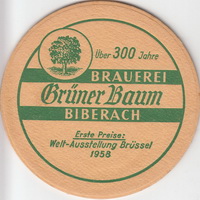 Über 300 Jahre
BRAUEREI
Grüner Baum
BIBERACH
Erste Preise:
Welt-Ausstellung Brüssel
1958